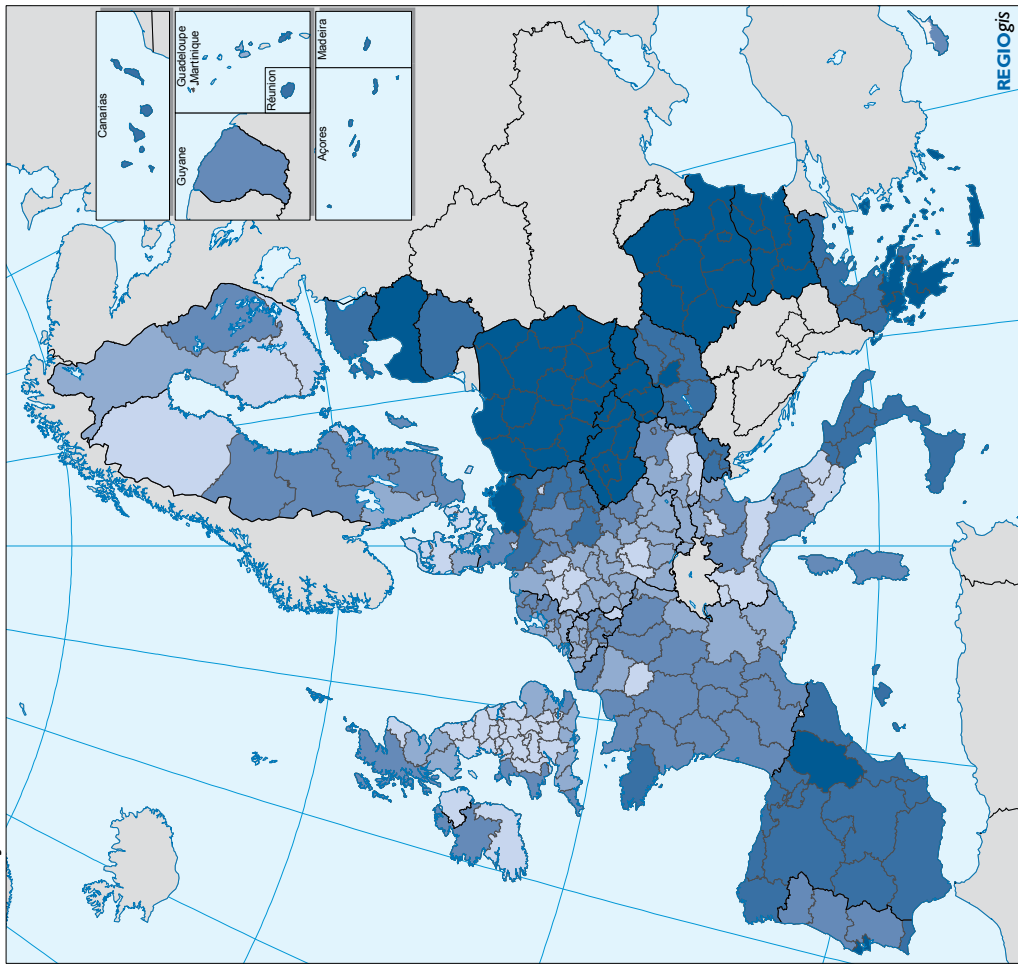 Canarias
Guyane
Guadeloupe
Martinique
Réunion
Açores
Madeira
REGIOgis